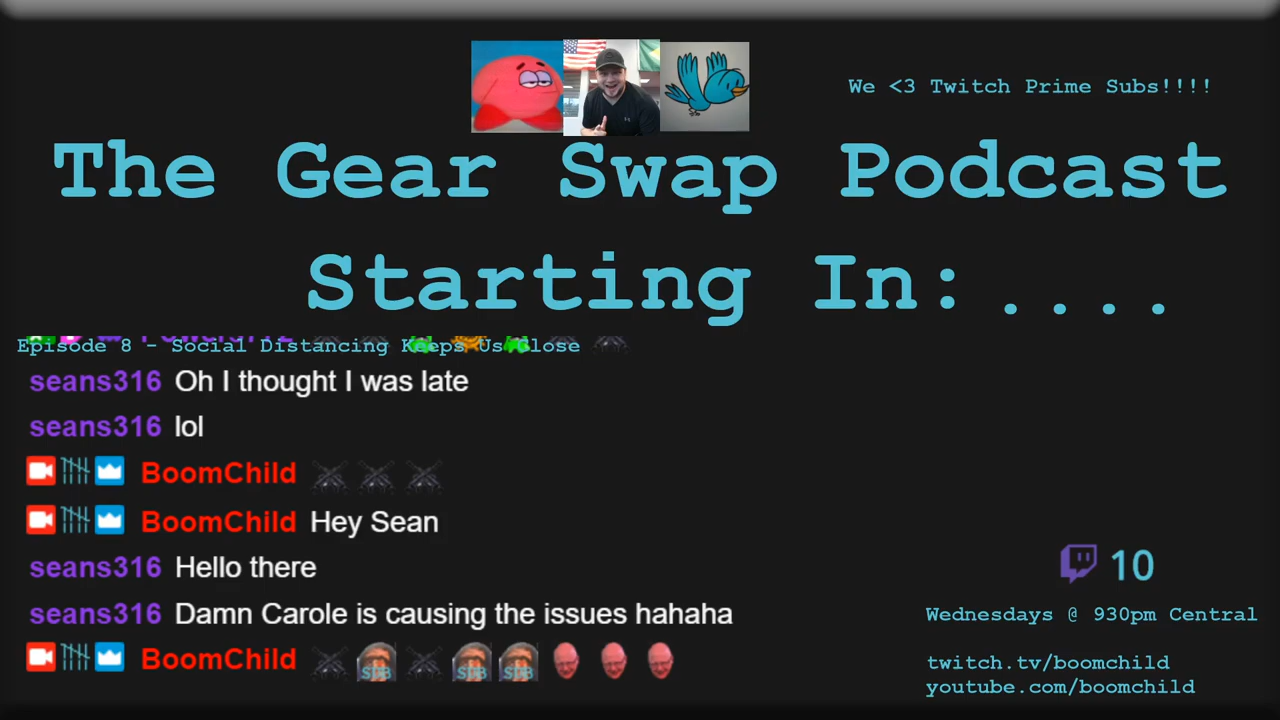 We <3 Twitch Prime Subs!!!!
The Gear Swap Podcast
Starting In:....
Episode 8 - Social Distancing Keeps Us Close
seans316 Oh I thought I was late
seans316 lol
BoomChild
BoomChild Hey Sean
seans316 Hello there
seans316 Damn Carole is causing the issues hahaha
BoomChild
10
Wednesdays @ 930pm Central
twitch.tv/boomchild
youtube.com/boomchild